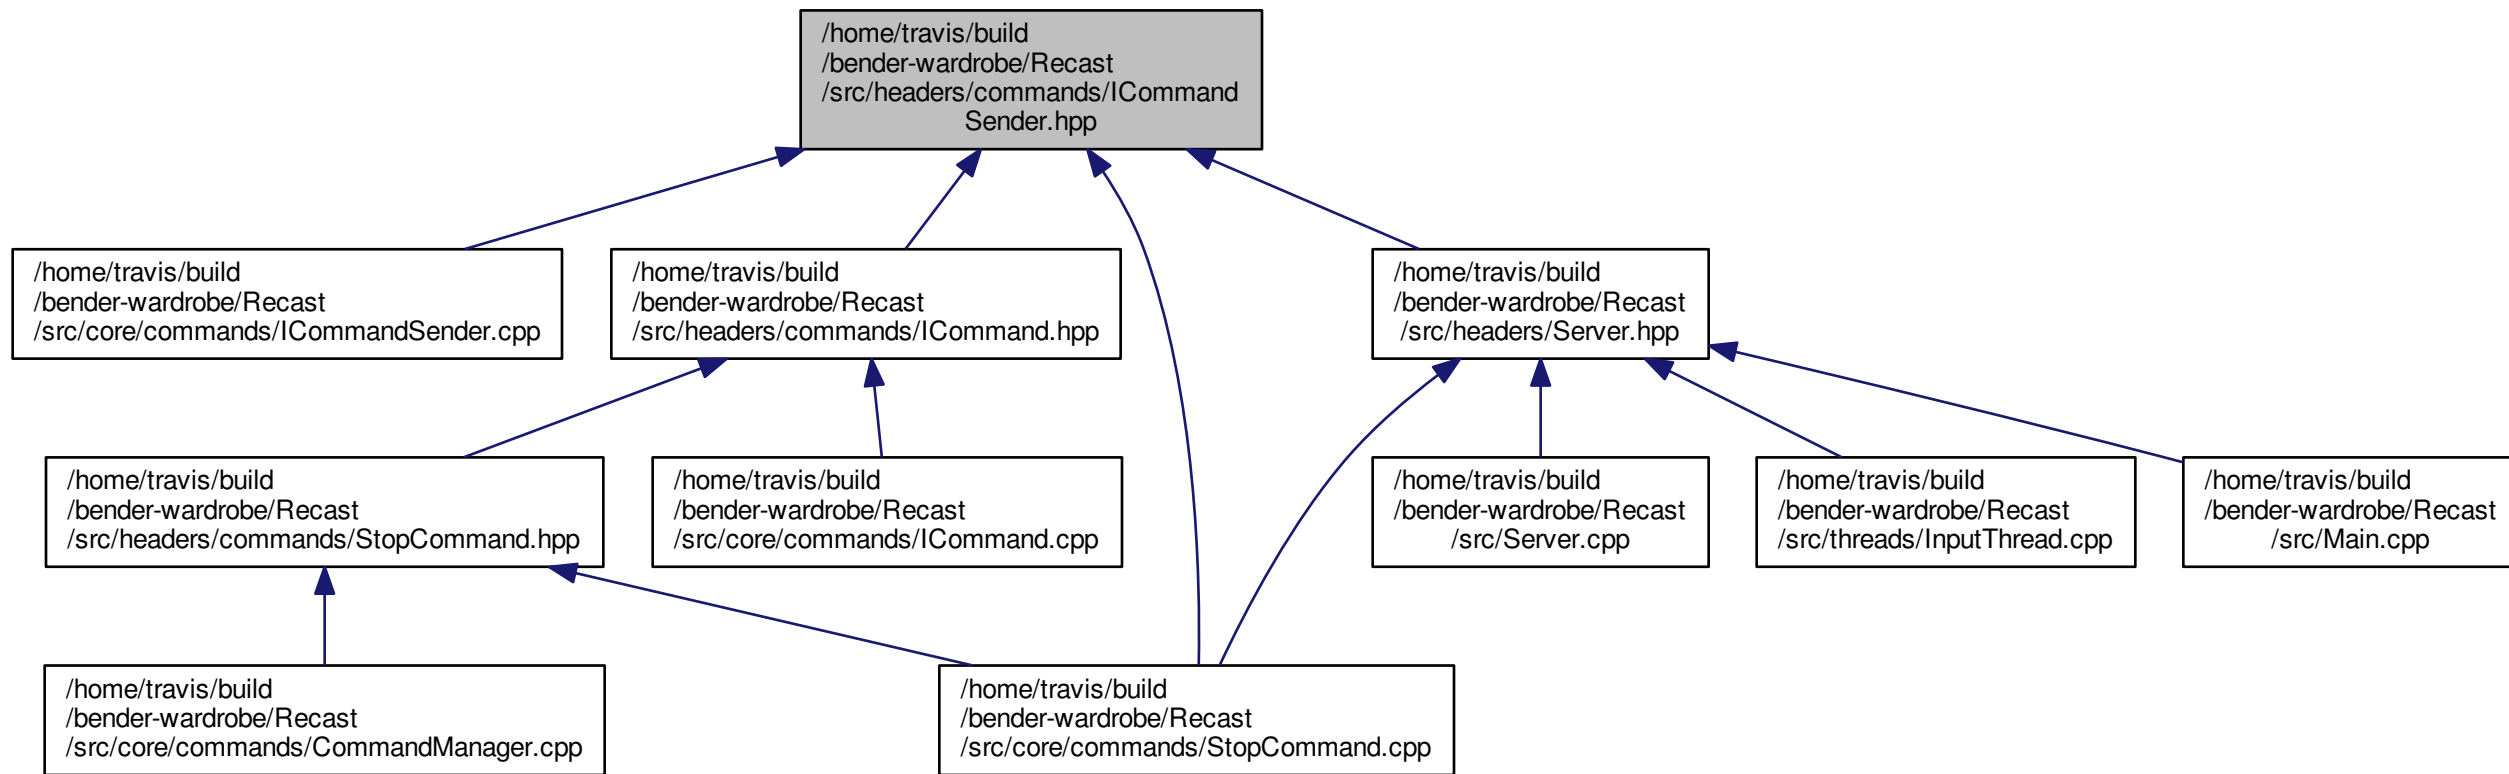 /home/travis/build
/bender-wardrobe/Recast
/src/headers/commands/ICommand
Sender.hpp
/home/travis/build
/bender-wardrobe/Recast
/src/core/commands/ICommandSender.cpp
/home/travis/build
/bender-wardrobe/Recast
/src/headers/commands/ICommand.hpp
/home/travis/build
/bender-wardrobe/Recast
/src/headers/Server.hpp
/home/travis/build
/bender-wardrobe/Recast
/src/headers/commands/StopCommand.hpp
/home/travis/build
/bender-wardrobe/Recast
/src/core/commands/ICommand.cpp
/home/travis/build
/bender-wardrobe/Recast
/src/Server.cpp
/home/travis/build
/bender-wardrobe/Recast
/src/threads/InputThread.cpp
/home/travis/build
/bender-wardrobe/Recast
/src/Main.cpp
/home/travis/build
/bender-wardrobe/Recast
/src/core/commands/CommandManager.cpp
/home/travis/build
/bender-wardrobe/Recast
/src/core/commands/StopCommand.cpp